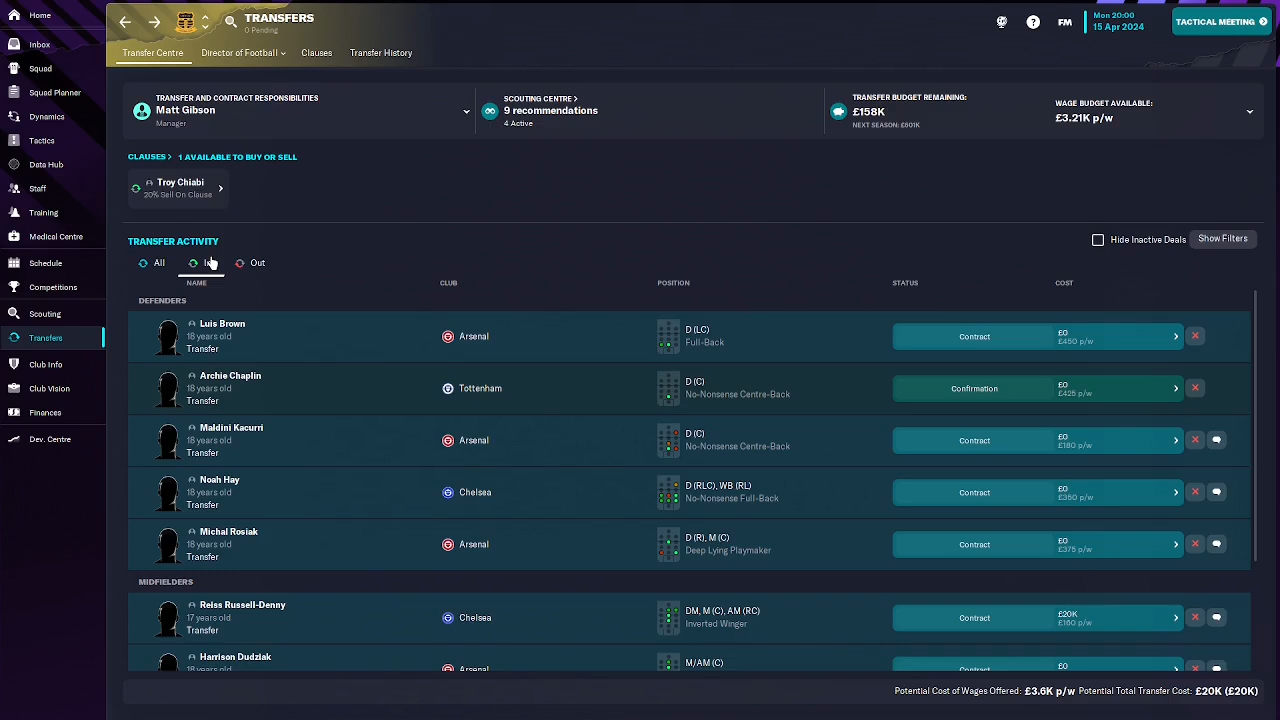 Home
Inbox
Squad
Squad Planner
Dynamics
Tactics
Data Hub
Staff
Training
Medical Centre
Schedule
Competitions
Scouting
Transfers
Club Info
Club Vision
Finances
Dev. Centre
TRANSFERS
0 Pending
FM
Mon 20:00
15 Apr 2024
TACTICAL MEETING
Transfer Centre
Director of Football
Clauses
Transfer History
TRANSFER AND CONTRACT RESPONSIBILITIES
Matt Gibson
Manager
SCOUTING CENTRE >
9 recommendations
4 Active
TRANSFER BUDGET REMAINING:
£158K
NEXT SEASON: £601K
WAGE BUDGET AVAILABLE:
£3.21K p/w
CLAUSES > 1 AVAILABLE TO BUY OR SELL
Troy Chiabi
20% Sell On Clause
TRANSFER ACTIVITY
Hide Inactive Deals
Show Filters
All
Out
NAME CLUB POSITION STATUS COST
DEFENDERS
Luis Brown
18 years old
Transfer
Arsenal
D (LC)
Full-Back
Contract
£0
£450 p/w
Archie Chaplin
18 years old
Transfer
Tottenham
D (C)
No-Nonsense Centre-Back
Confirmation
£0
£425 p/w
Maldini Kacurri
18 years old
Transfer
Arsenal
D (C)
No-Nonsense Centre-Back
Contract
£0
£180 p/w
Noah Hay
18 years old
Transfer
Chelsea
D (RLC), WB (RL)
No-Nonsense Full-Back
Contract
£0
£350 p/w
Michal Rosiak
18 years old
Transfer
Arsenal
D (R), M (C)
Deep Lying Playmaker
Contract
£0
£375 p/w
MIDFIELDERS
Reiss Russell-Denny
17 years old
Transfer
Chelsea
DM, M (C), AM (RC)
Inverted Winger
Contract
£20K
£160 p/w
Harrison Dudziak
18 years old
Arsenal
M/AM (C)
Contract
£0
Potential Cost of Wages Offered: £3.6K p/w Potential Total Transfer Cost: £20K (£20K)